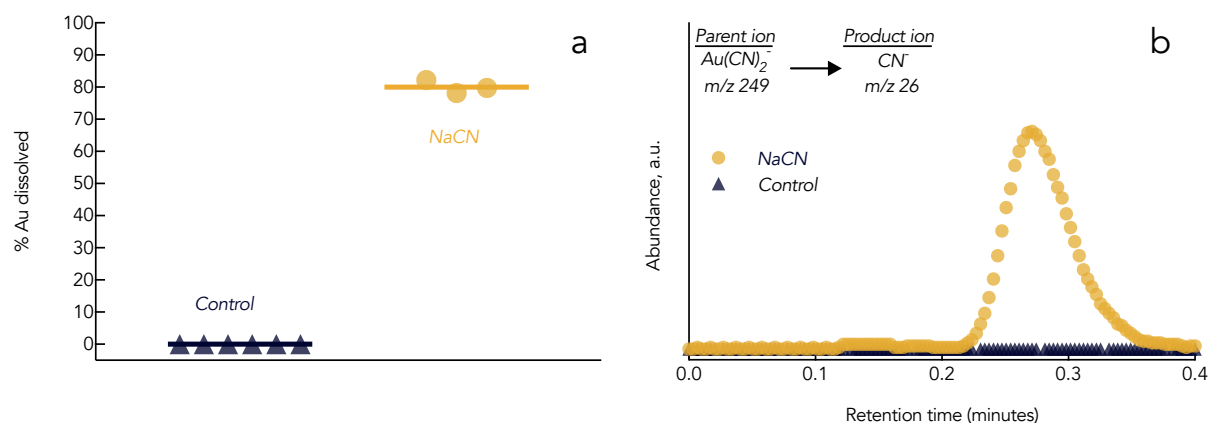 a
100
90
80
70
60
50
40
30
20
10
0
% Au dissolved
NaCN
Control
b
Parent ion
Au(CN)₂⁻
m/z 249
Product ion
CN⁻
m/z 26
NaCN
Control
Abundance, a.u.
0.0 0.1 0.2 0.3 0.4
Retention time (minutes)